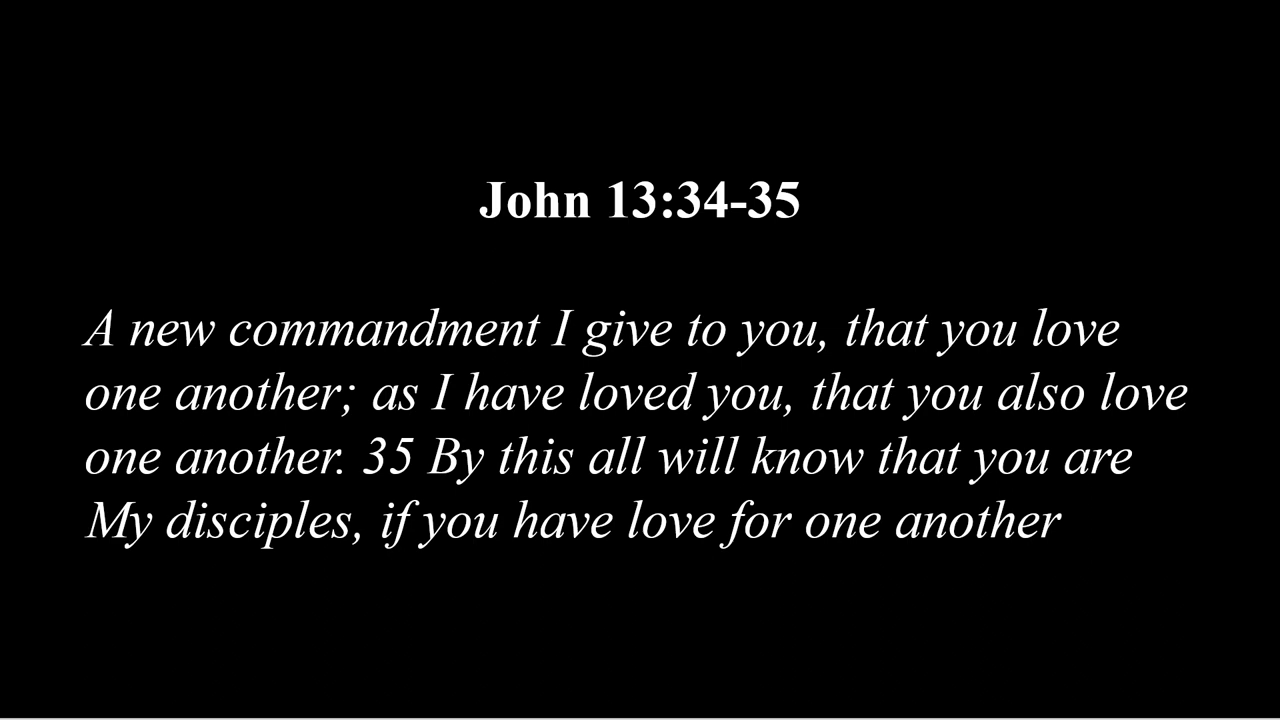 John 13:34-35
A new commandment I give to you, that you love
one another; as I have loved you, that you also love
one another. 35 By this all will know that you are
My disciples, if you have love for one another